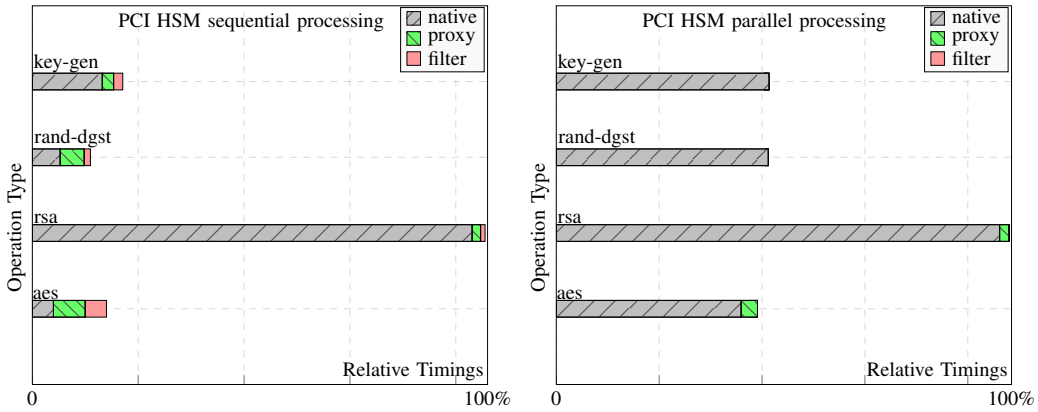 PCI HSM sequential processing
native
proxy
filter
key-gen
rand-dgst
rsa
aes
Operation Type
Relative Timings
0
100%
PCI HSM parallel processing
native
proxy
filter
key-gen
rand-dgst
rsa
aes
Operation Type
Relative Timings
0
100%